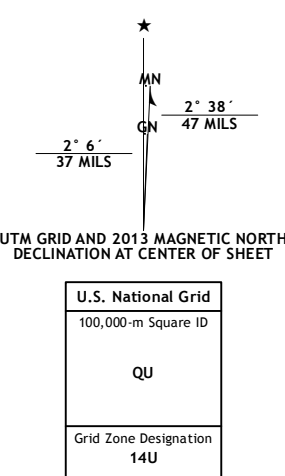 ★
MN
2° 38´
47 MILS
GN
2° 6´
37 MILS
UTM GRID AND 2013 MAGNETIC NORTH
DECLINATION AT CENTER OF SHEET
U.S. National Grid
100,000-m Square ID
QU
Grid Zone Designation
14U